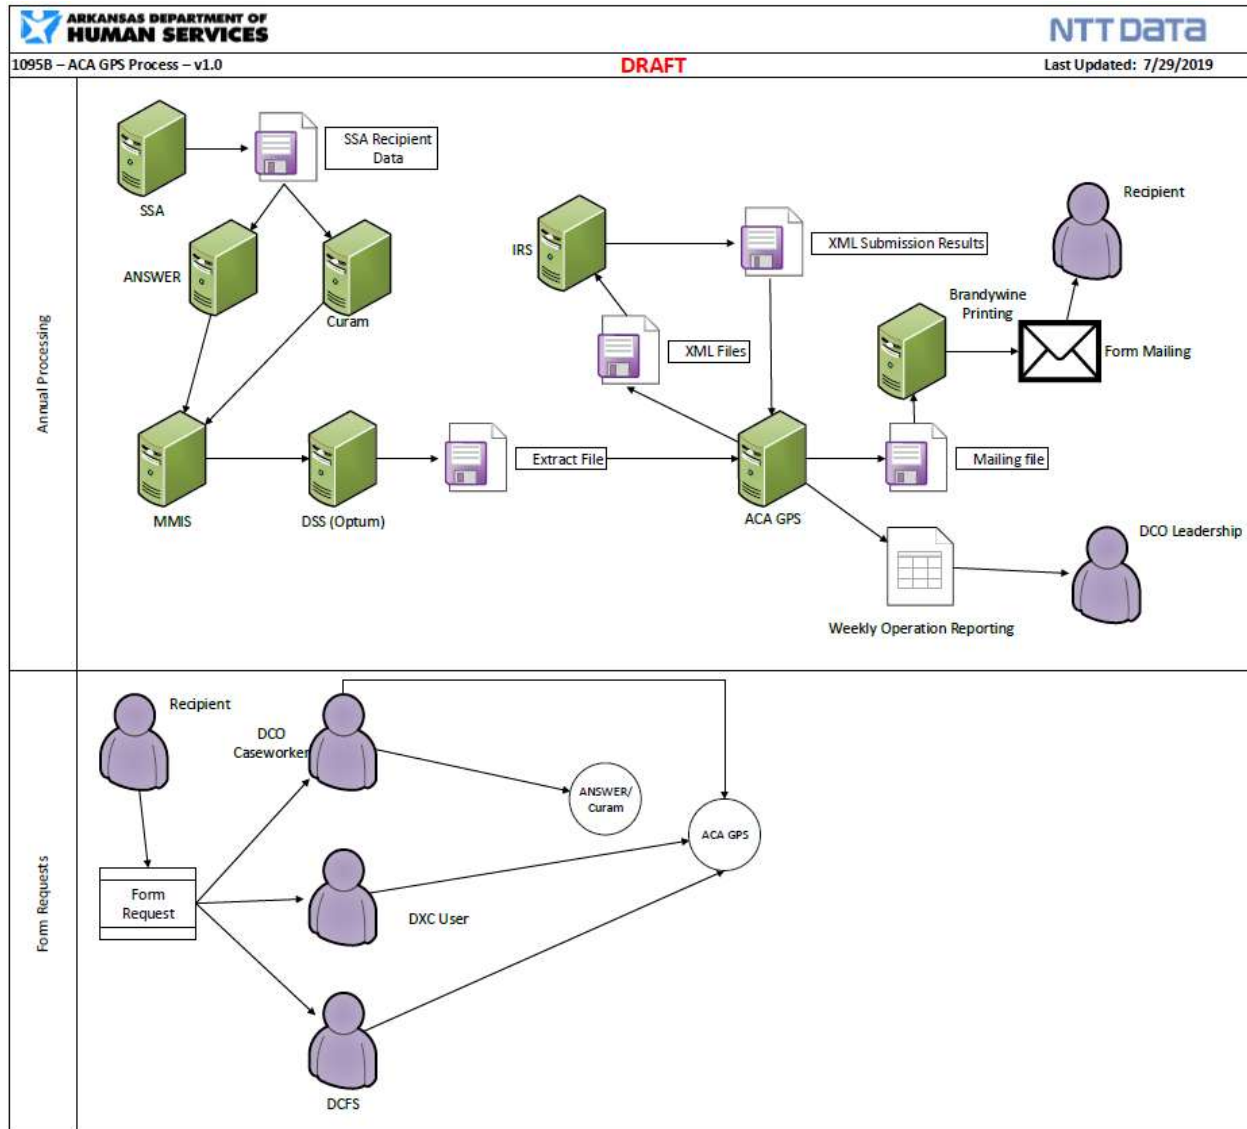 ARKANSAS DEPARTMENT OF
HUMAN SERVICES
NTT DATA
1095B – ACA GPS Process – v1.0
DRAFT
Last Updated: 7/29/2019
Annual Processing
SSA
SSA Recipient
Data
ANSWER
Curam
IRS
XML Submission Results
Recipient
XML Files
Brandywine
Printing
Form Mailing
MMIS
DSS (Optum)
Extract File
ACA GPS
Mailing file
DCO Leadership
Weekly Operation Reporting
Form Requests
Recipient
DCO
Caseworker
ANSWER/
Curam
ACA GPS
Form
Request
DXC User
DCFS